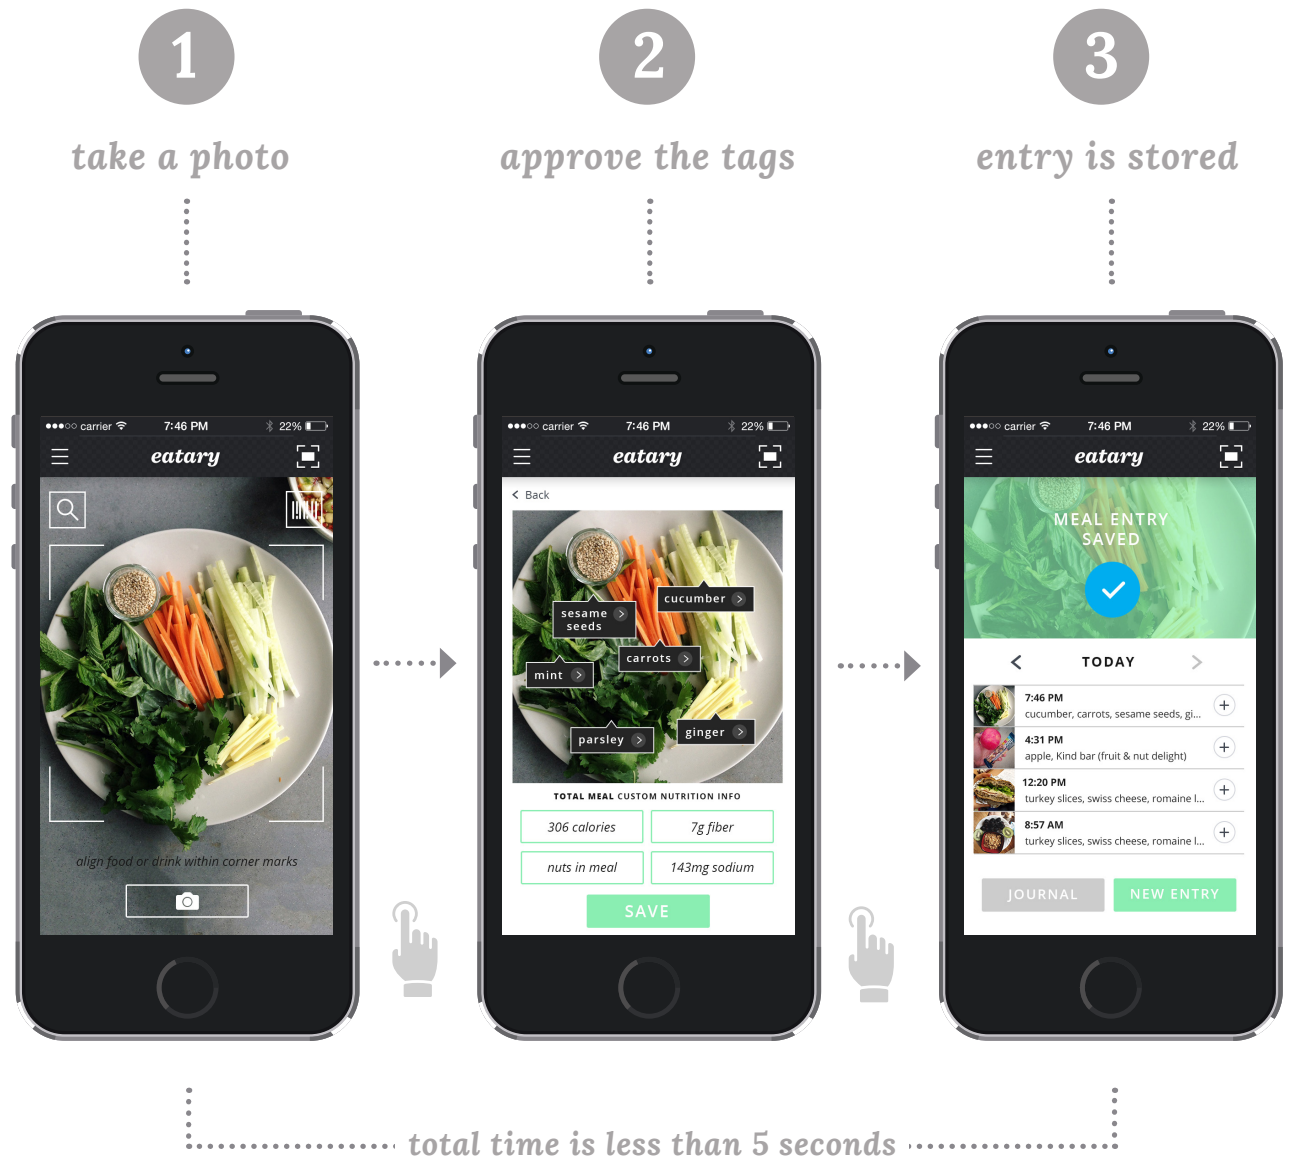 1
take a photo
carrier
7:46 PM
22%
eatary
align food or drink within corner marks
2
approve the tags
carrier
7:46 PM
22%
eatary
Back
cucumber
sesame
seeds
carrots
mint
parsley
ginger
TOTAL MEAL CUSTOM NUTRITION INFO
306 calories
7g fiber
nuts in meal
143mg sodium
SAVE
3
entry is stored
carrier
7:46 PM
22%
eatary
MEAL ENTRY
SAVED
TODAY
7:46 PM
cucumber, carrots, sesame seeds, gi...
4:31 PM
apple, Kind bar (fruit & nut delight)
12:20 PM
turkey slices, swiss cheese, romaine l...
8:57 AM
turkey slices, swiss cheese, romaine l...
JOURNAL
NEW ENTRY
total time is less than 5 seconds